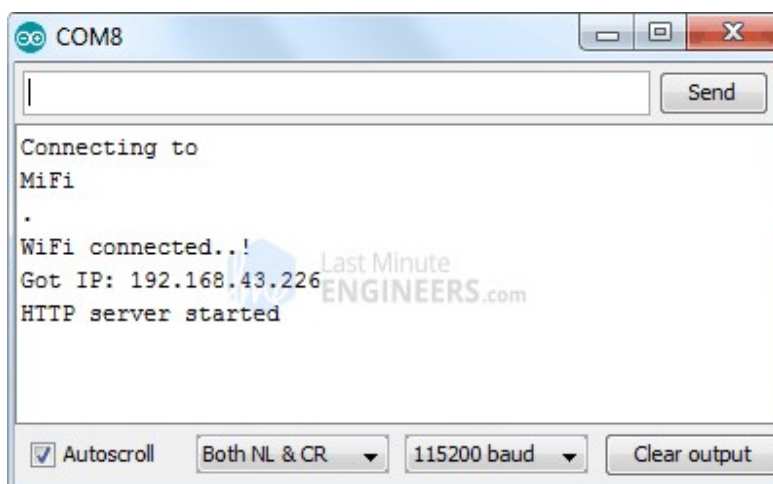 COM8
Send
Connecting to
MiFi
.
WiFi connected..!
Got IP: 192.168.43.226
HTTP server started
Last Minute
ENGINEERS.com
Autoscroll
Both NL & CR
115200 baud
Clear output